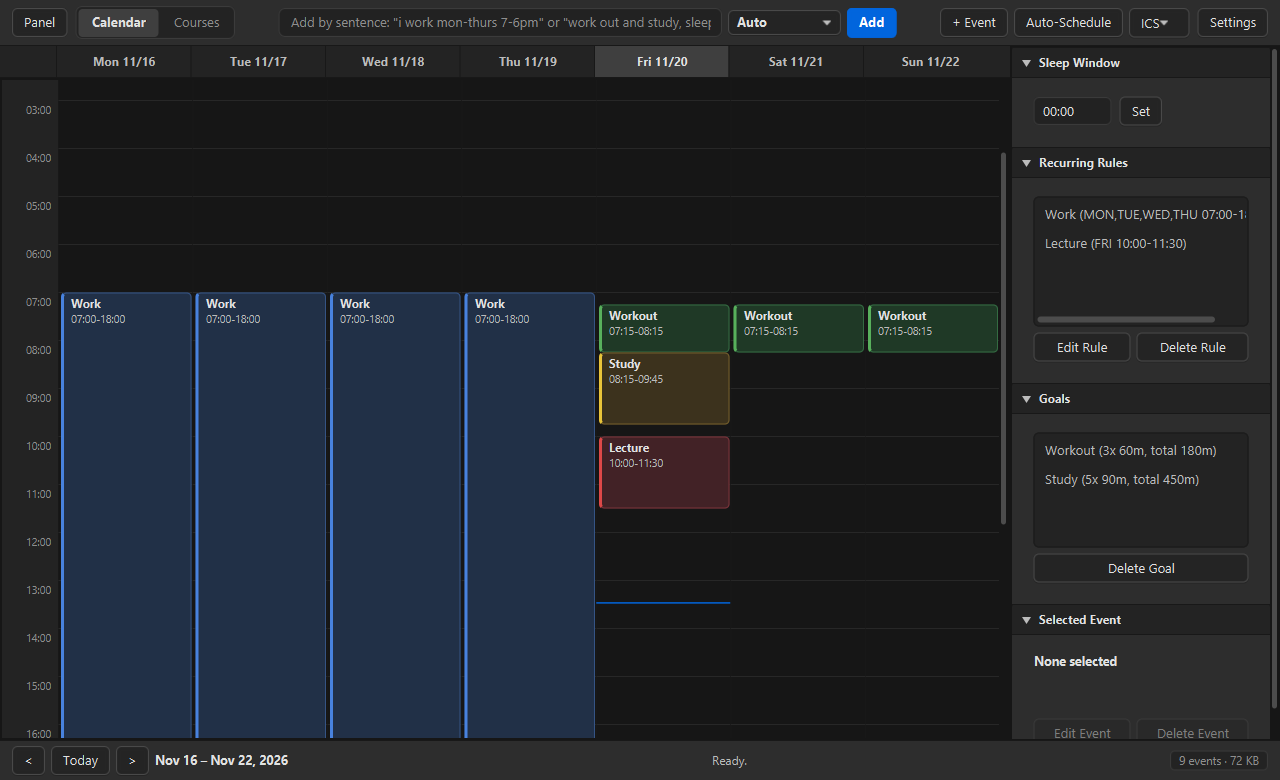 Panel
Calendar
Courses
Add by sentence: "i work mon-thurs 7-6pm" or "work out and study, sleep
Auto
Add
+ Event
Auto-Schedule
ICS
Settings
Mon 11/16
Tue 11/17
Wed 11/18
Thu 11/19
Fri 11/20
Sat 11/21
Sun 11/22
03:00
04:00
05:00
06:00
07:00
08:00
09:00
10:00
11:00
12:00
13:00
14:00
15:00
16:00
Work
07:00-18:00
Work
07:00-18:00
Work
07:00-18:00
Work
07:00-18:00
Workout
07:15-08:15
Study
08:15-09:45
Lecture
10:00-11:30
Workout
07:15-08:15
Workout
07:15-08:15
Sleep Window
00:00
Set
Recurring Rules
Work (MON,TUE,WED,THU 07:00-1
Lecture (FRI 10:00-11:30)
Edit Rule
Delete Rule
Goals
Workout (3x 60m, total 180m)
Study (5x 90m, total 450m)
Delete Goal
Selected Event
None selected
Edit Event
Delete Event
<
Today
>
Nov 16 – Nov 22, 2026
Ready.
9 events · 72 KB